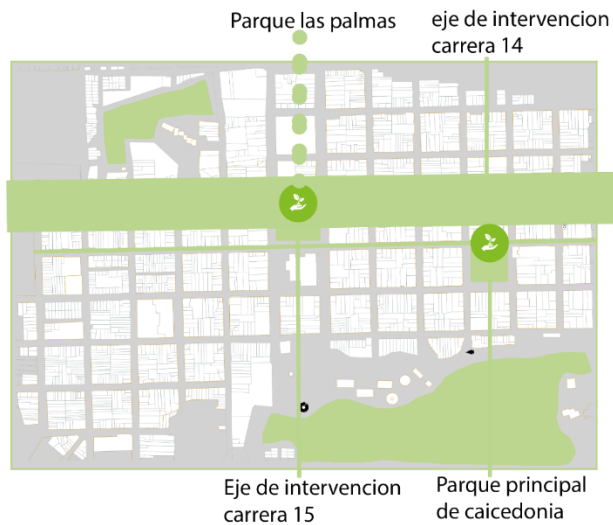 Parque las palmas
eje de intervencion
carrera 14
Eje de intervencion
carrera 15
Parque principal
de caicedonia